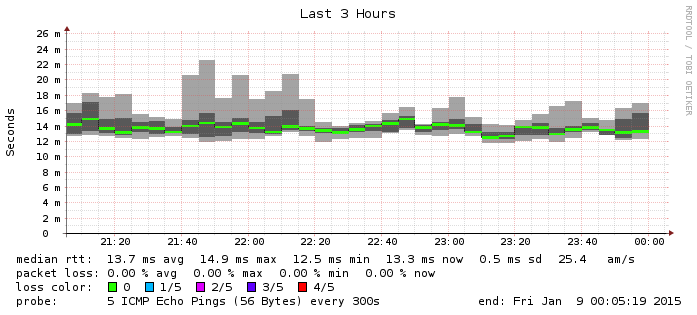 Last 3 Hours
RRDTOOL / TOBI OETIKER
Seconds
26 m
24 m
22 m
20 m
18 m
16 m
14 m
12 m
10 m
8 m
6 m
4 m
2 m
0
21:20 21:40 22:00 22:20 22:40 23:00 23:20 23:40 00:00
median rtt: 13.7 ms avg 14.9 ms max 12.5 ms min 13.3 ms now 0.5 ms sd 25.4 am/s
packet loss: 0.00 % avg 0.00 % max 0.00 % min 0.00 % now
loss color: 0 1/5 2/5 3/5 4/5
probe: 5 ICMP Echo Pings (56 Bytes) every 300s end: Fri Jan 9 00:05:19 2015